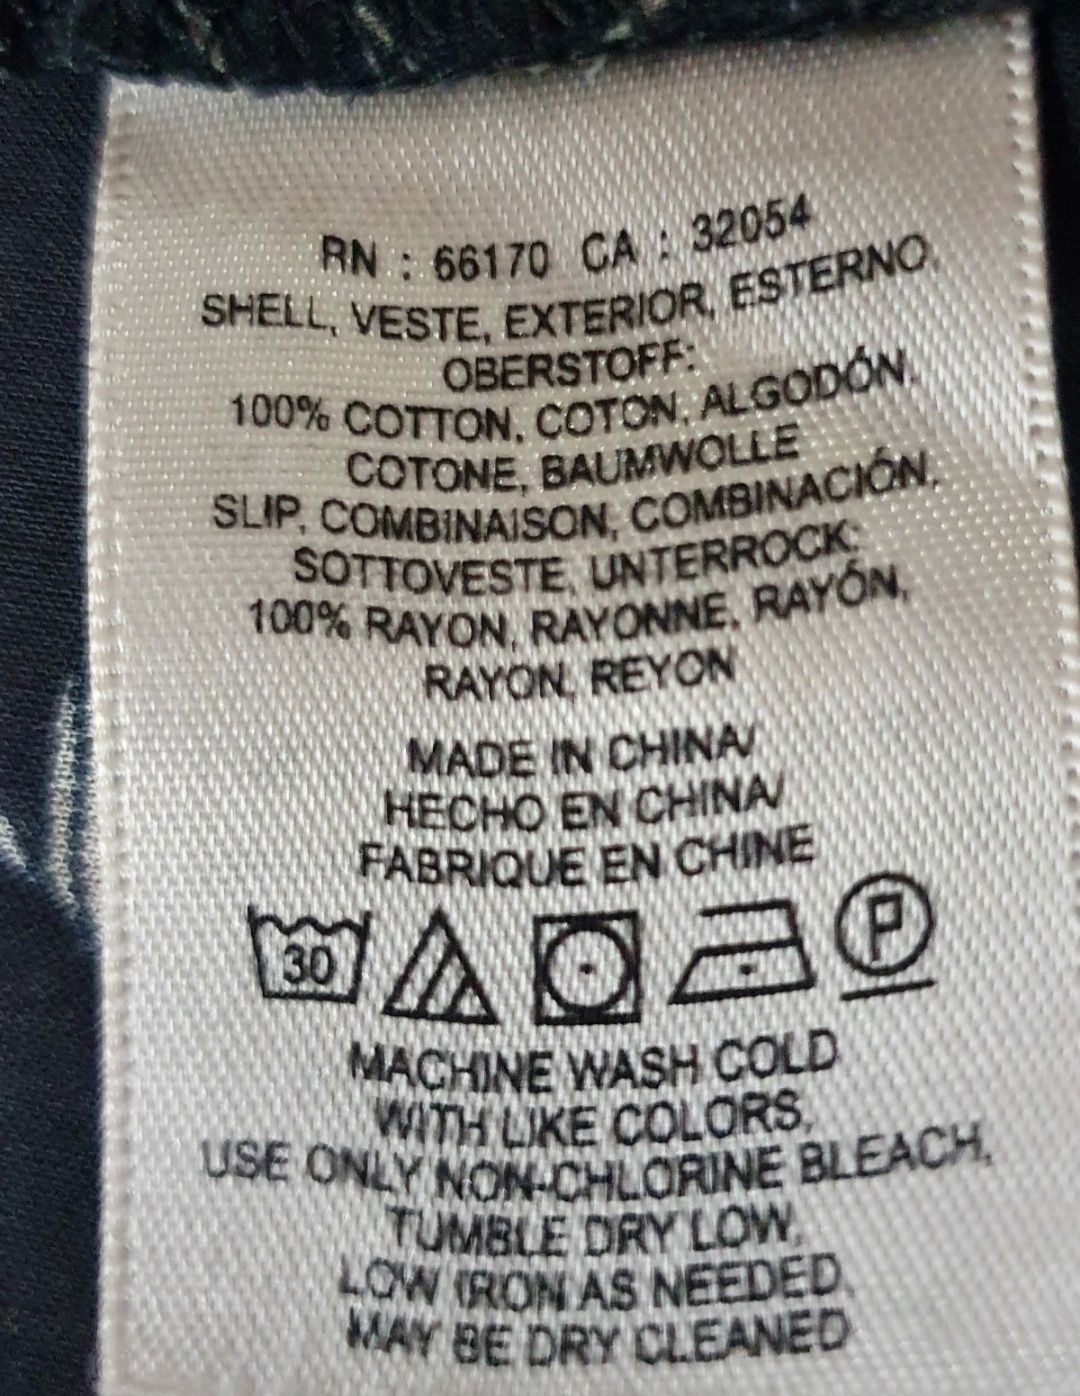 RN : 66170 CA : 32054
SHELL, VESTE, EXTERIOR, ESTERNO,
OBERSTOFF:
100% COTTON, COTON, ALGODÓN,
COTONE, BAUMWOLLE
SLIP, COMBINAISON, COMBINACIÓN,
SOTTOVESTE, UNTERROCK:
100% RAYON, RAYONNE, RAYÓN,
RAYON, REYON
MADE IN CHINA/
HECHO EN CHINA/
FABRIQUE EN CHINE
30 P
MACHINE WASH COLD
WITH LIKE COLORS,
USE ONLY NON-CHLORINE BLEACH,
TUMBLE DRY LOW,
LOW IRON AS NEEDED,
MAY BE DRY CLEANED